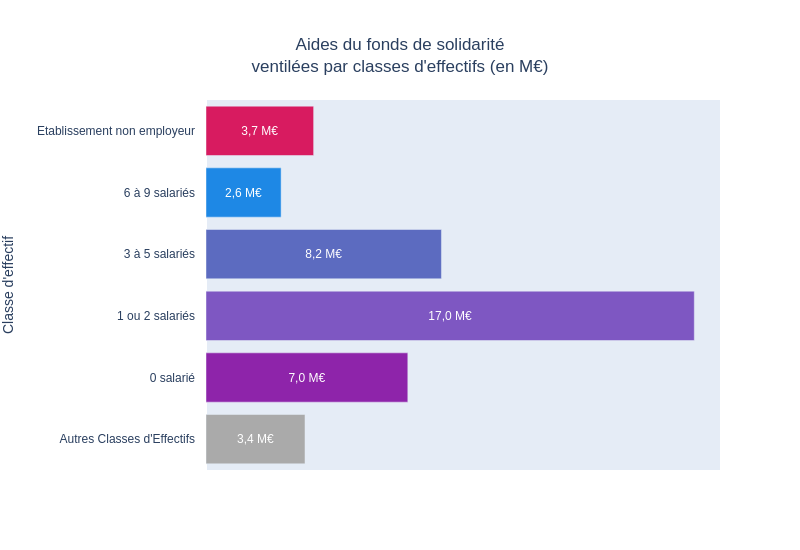 Aides du fonds de solidarité
ventilées par classes d'effectifs (en M€)
Classe d'effectif
Etablissement non employeur
3,7 M€
6 à 9 salariés
2,6 M€
3 à 5 salariés
8,2 M€
1 ou 2 salariés
17,0 M€
0 salarié
7,0 M€
Autres Classes d'Effectifs
3,4 M€